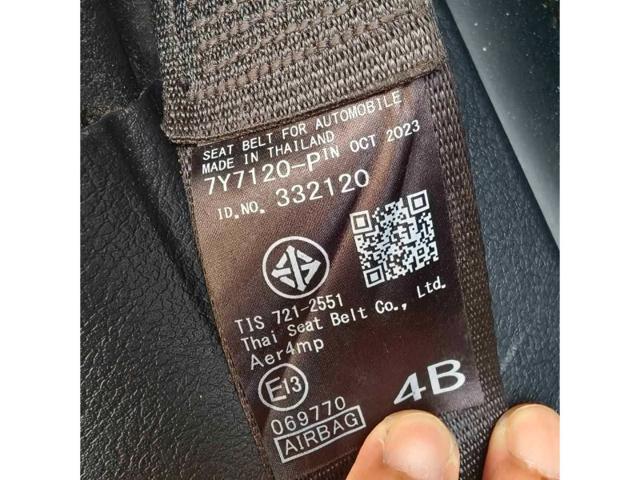 SEAT BELT FOR AUTOMOBILE
MADE IN THAILAND IN OCT 2023
7Y7120-P
ID.NO. 332120
TIS 721-2551
Thai Seat Belt Co., Ltd.
Aer4mp
E13
4B
069770
AIRBAG